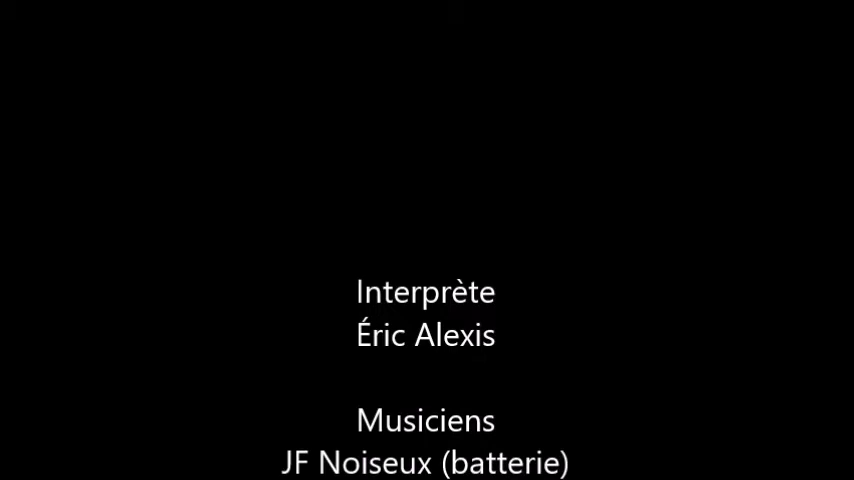 Interprète
Éric Alexis
Musiciens
JF Noiseux (batterie)